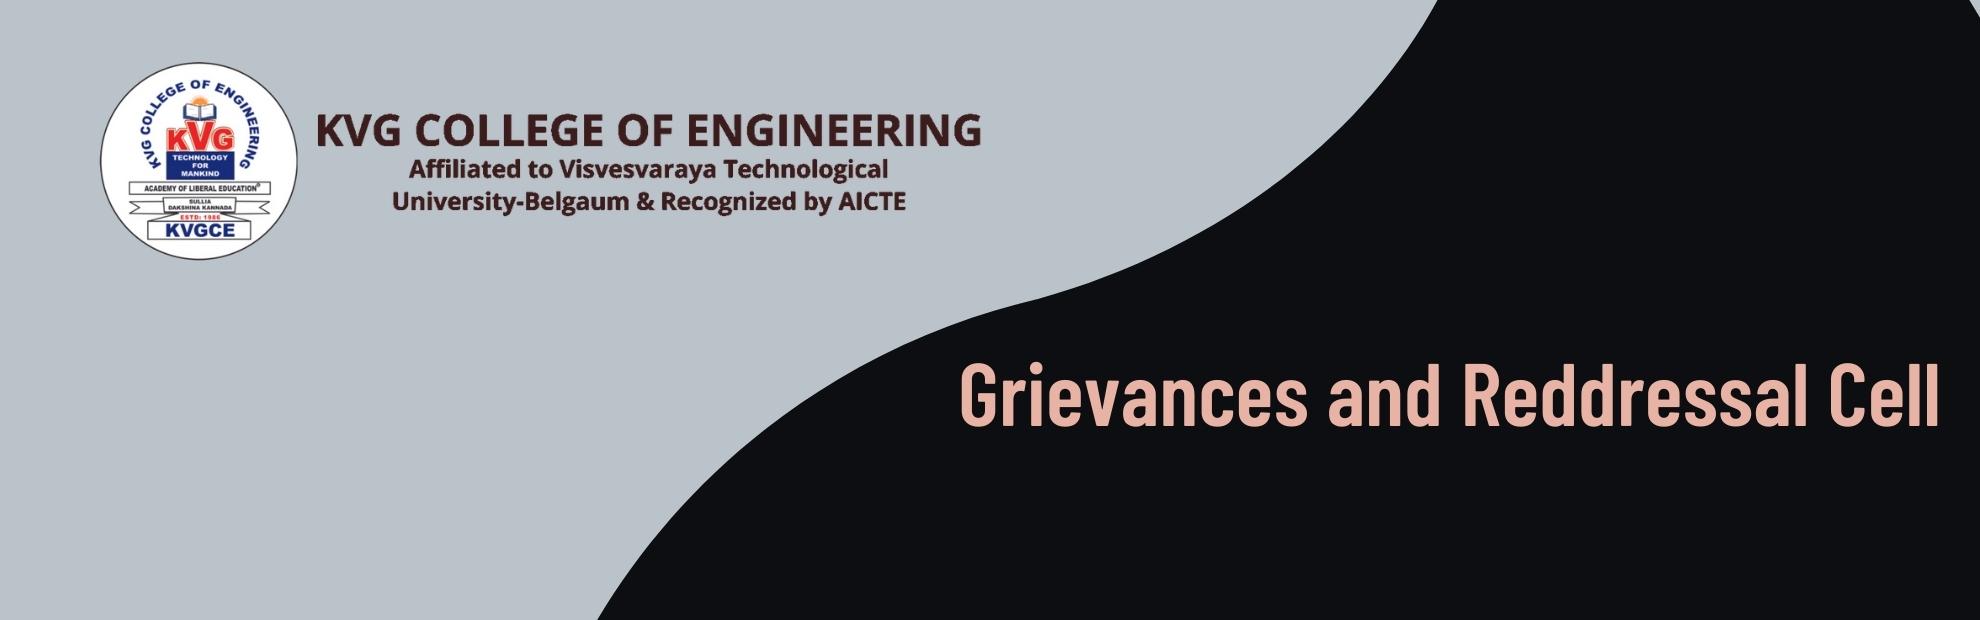 KVG COLLEGE OF ENGINEERING
KVG
TECHNOLOGY
FOR
MANKIND
ACADEMY OF LIBERAL EDUCATION®
SULLIA
DAKSHINA KANNADA
ESTD: 1986
KVGCE
KVG COLLEGE OF ENGINEERING
Affiliated to Visvesvaraya Technological
University-Belgaum & Recognized by AICTE
Grievances and Reddressal Cell